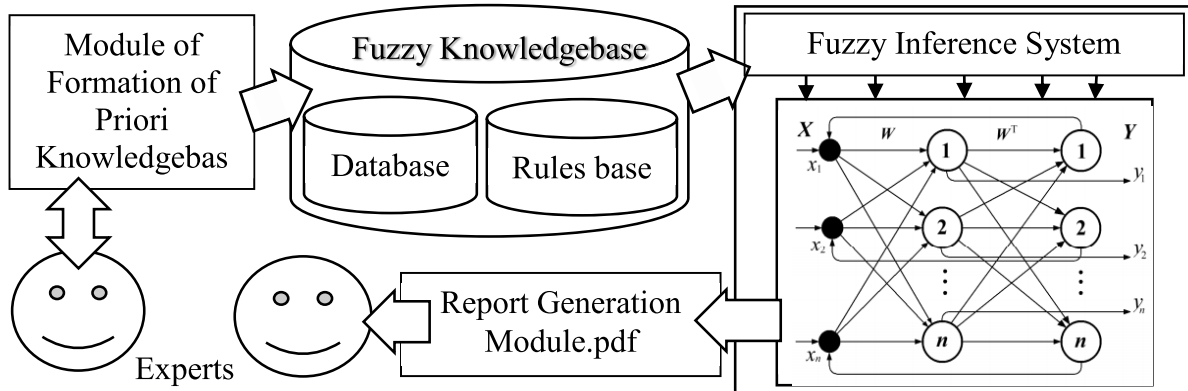 Module of
Formation of
Priori
Knowledgebas
Fuzzy Knowledgebase
Database
Rules base
Fuzzy Inference System
X W Wᵀ Y
x₁ 1 1
y₁
x₂ 2 2
y₂
yₙ
xₙ n n
Report Generation
Module.pdf
Experts